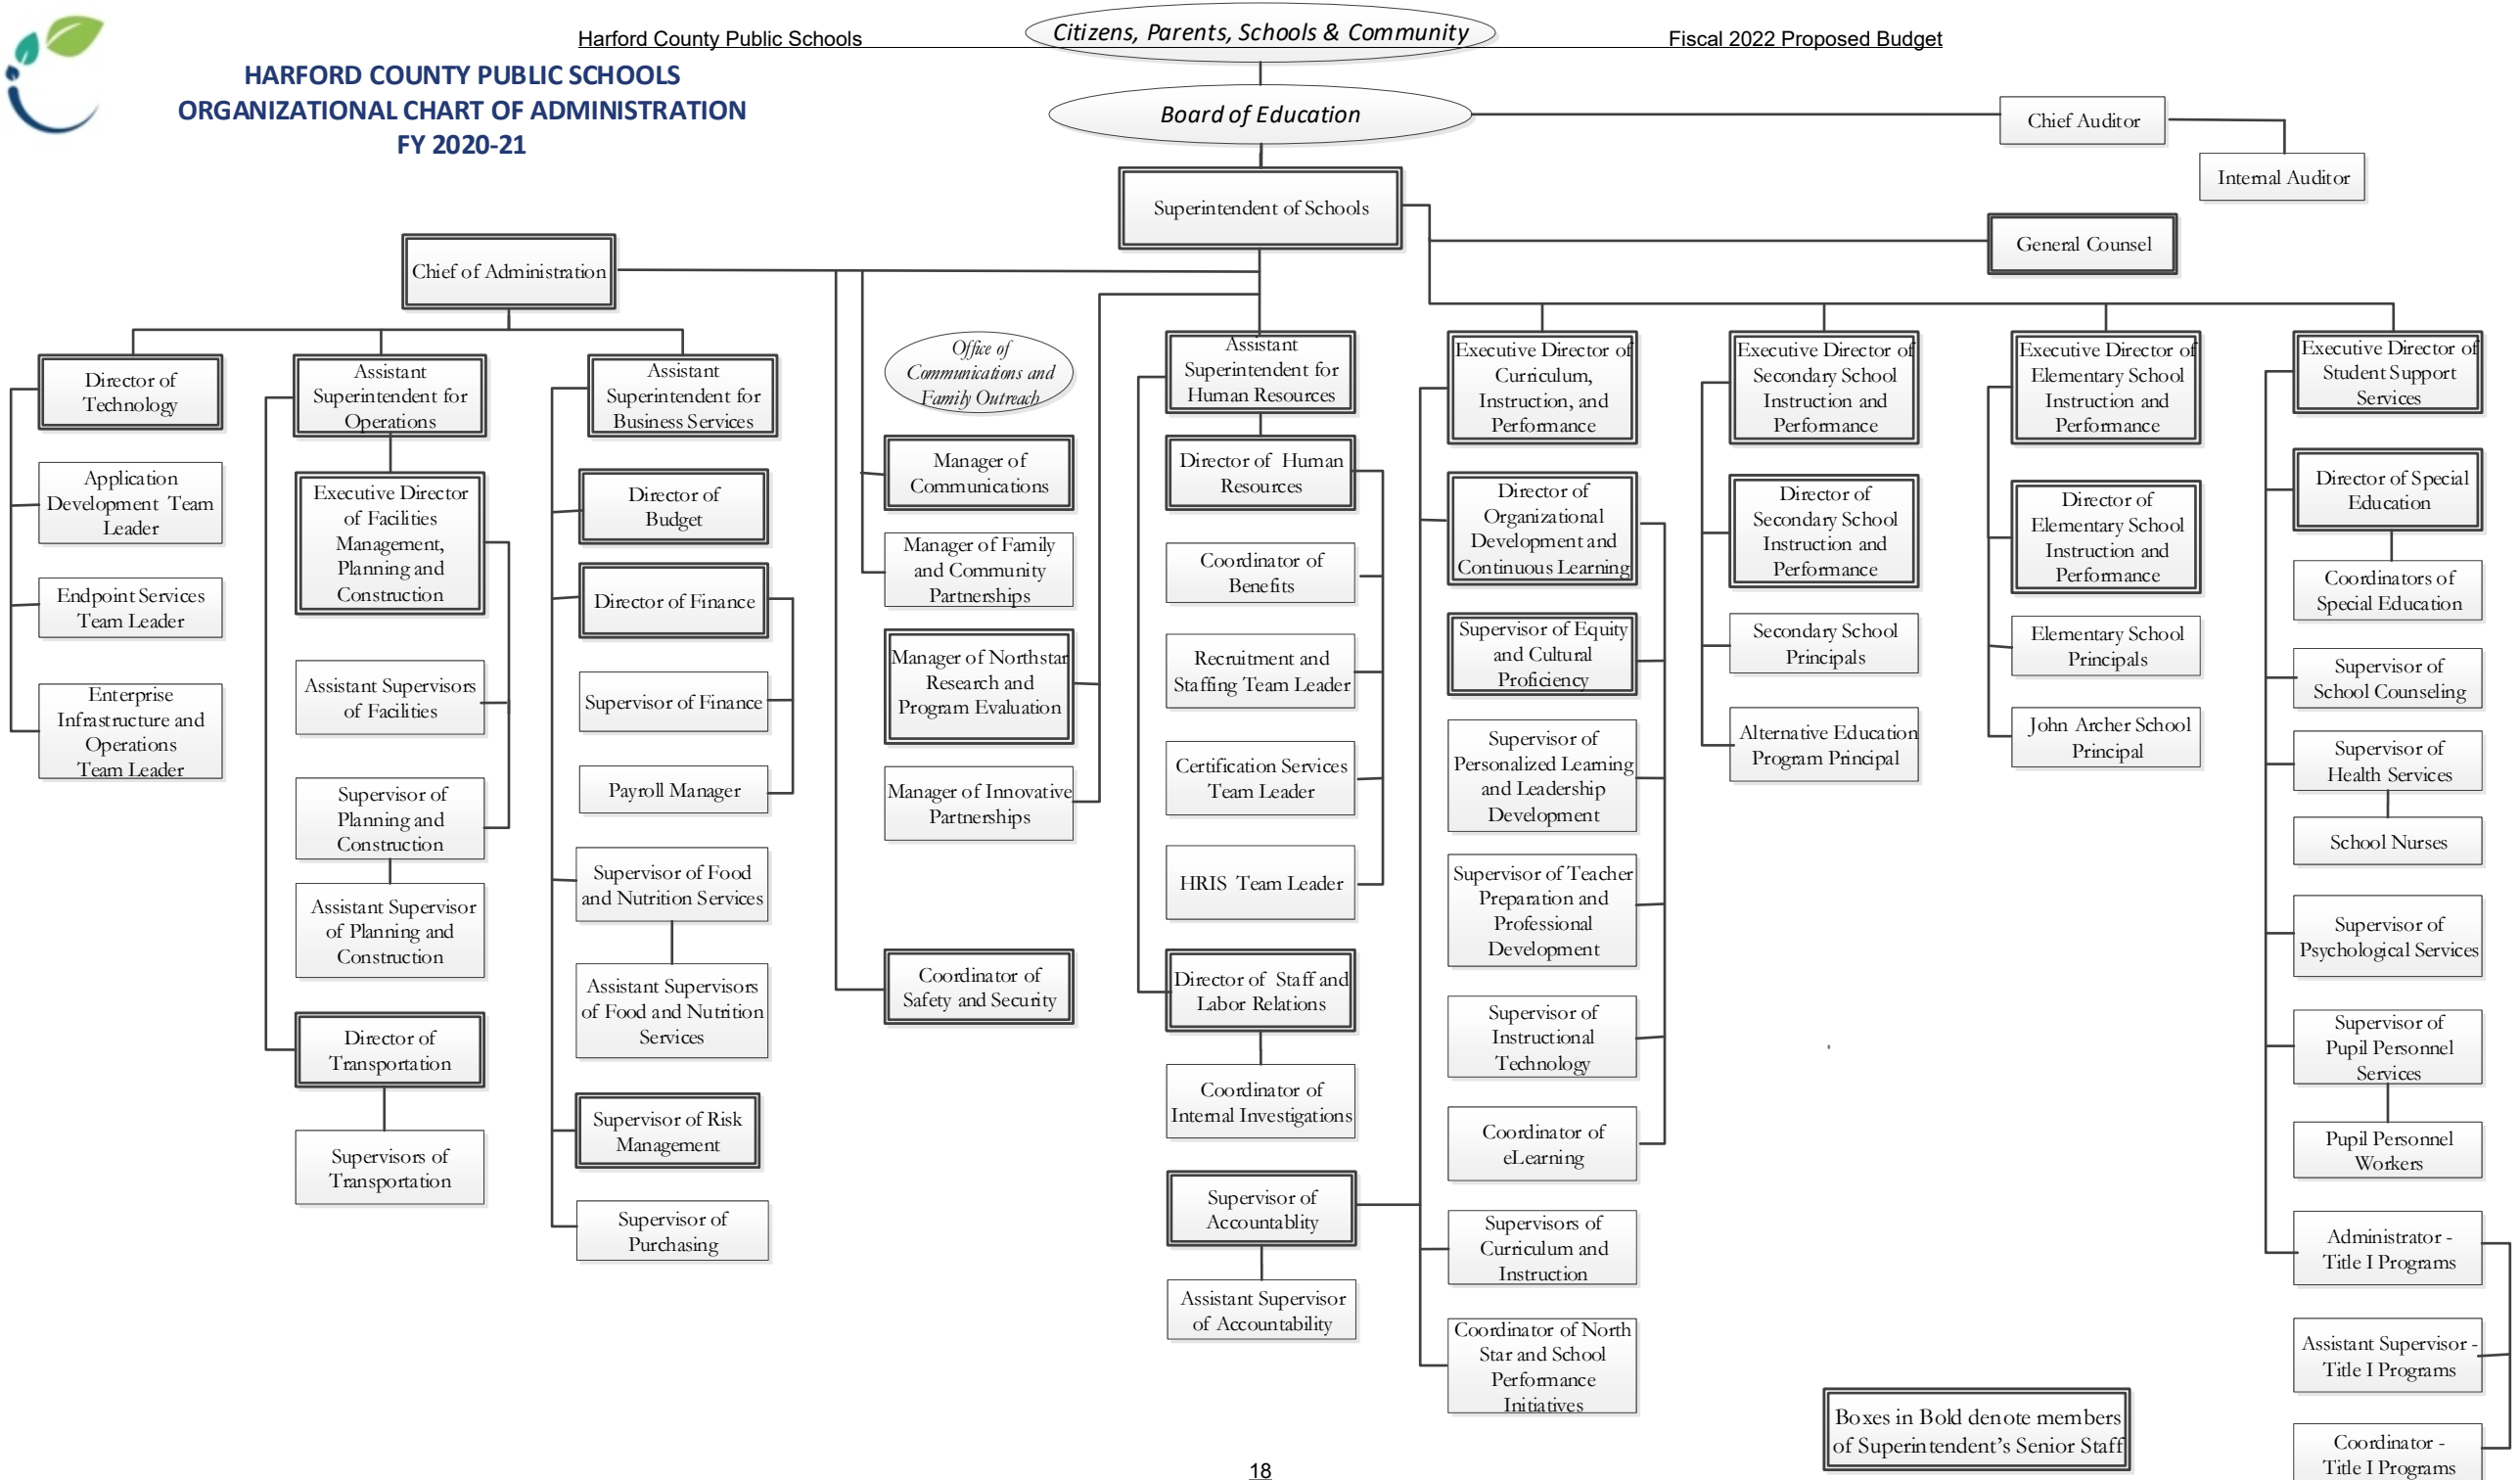 Harford County Public Schools
Citizens, Parents, Schools & Community
Fiscal 2022 Proposed Budget
HARFORD COUNTY PUBLIC SCHOOLS
ORGANIZATIONAL CHART OF ADMINISTRATION
FY 2020-21
Board of Education
Chief Auditor
Internal Auditor
Superintendent of Schools
General Counsel
Chief of Administration
Director of
Technology
Application
Development Team
Leader
Endpoint Services
Team Leader
Enterprise
Infrastructure and
Operations
Team Leader
Assistant
Superintendent for
Operations
Executive Director
of Facilities
Management,
Planning and
Construction
Assistant Supervisors
of Facilities
Supervisor of
Planning and
Construction
Assistant Supervisor
of Planning and
Construction
Director of
Transportation
Supervisors of
Transportation
Assistant
Superintendent for
Business Services
Director of
Budget
Director of Finance
Supervisor of Finance
Payroll Manager
Supervisor of Food
and Nutrition Services
Assistant Supervisors
of Food and Nutrition
Services
Supervisor of Risk
Management
Supervisor of
Purchasing
Office of
Communications and
Family Outreach
Manager of
Communications
Manager of Family
and Community
Partnerships
Manager of Northstar
Research and
Program Evaluation
Manager of Innovative
Partnerships
Coordinator of
Safety and Security
Assistant
Superintendent for
Human Resources
Director of Human
Resources
Coordinator of
Benefits
Recruitment and
Staffing Team Leader
Certification Services
Team Leader
HRIS Team Leader
Director of Staff and
Labor Relations
Coordinator of
Internal Investigations
Supervisor of
Accountablity
Assistant Supervisor
of Accountability
Executive Director of
Curriculum,
Instruction, and
Performance
Director of
Organizational
Development and
Continuous Learning
Supervisor of Equity
and Cultural
Proficiency
Supervisor of
Personalized Learning
and Leadership
Development
Supervisor of Teacher
Preparation and
Professional
Development
Supervisor of
Instructional
Technology
Coordinator of
eLearning
Supervisors of
Curriculum and
Instruction
Coordinator of North
Star and School
Performance
Initiatives
Executive Director of
Secondary School
Instruction and
Performance
Director of
Secondary School
Instruction and
Performance
Secondary School
Principals
Alternative Education
Program Principal
Executive Director of
Elementary School
Instruction and
Performance
Director of
Elementary School
Instruction and
Performance
Elementary School
Principals
John Archer School
Principal
Executive Director of
Student Support
Services
Director of Special
Education
Coordinators of
Special Education
Supervisor of
School Counseling
Supervisor of
Health Services
School Nurses
Supervisor of
Psychological Services
Supervisor of
Pupil Personnel
Services
Pupil Personnel
Workers
Administrator -
Title I Programs
Assistant Supervisor -
Title I Programs
Coordinator -
Title I Programs
Boxes in Bold denote members
of Superintendent's Senior Staff
18